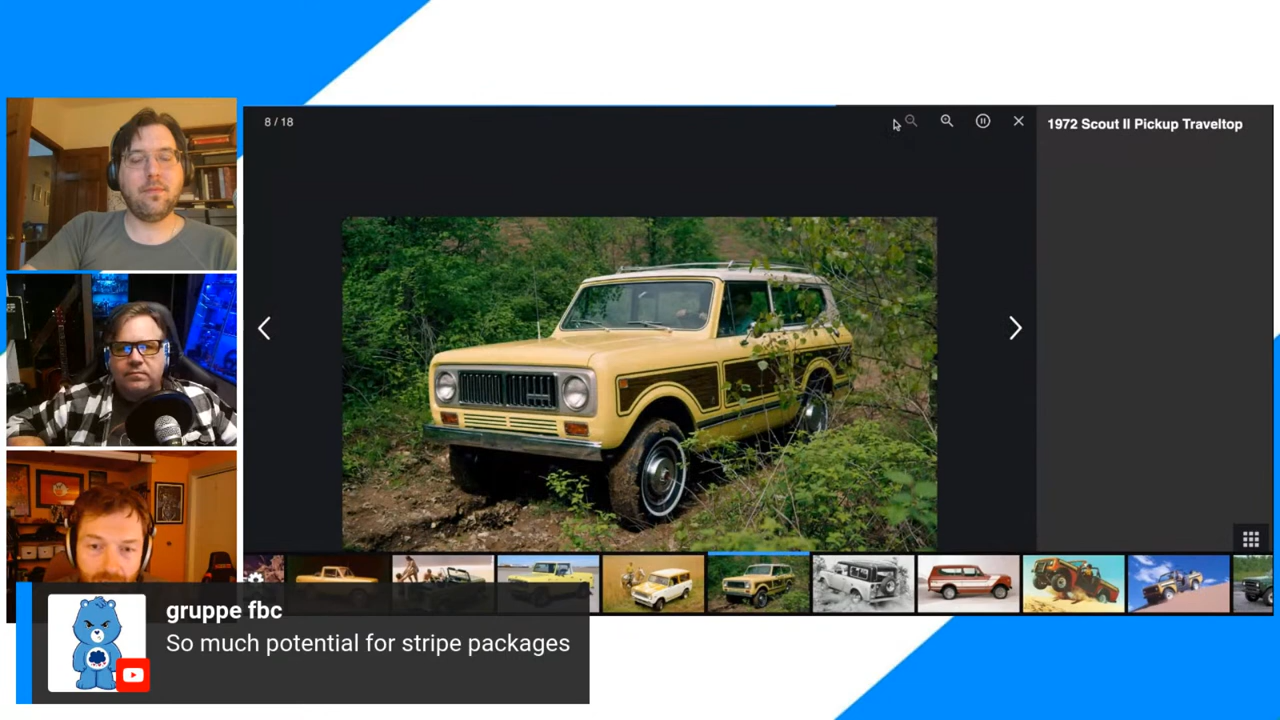 8 / 18
1972 Scout II Pickup Traveltop
gruppe fbc
So much potential for stripe packages